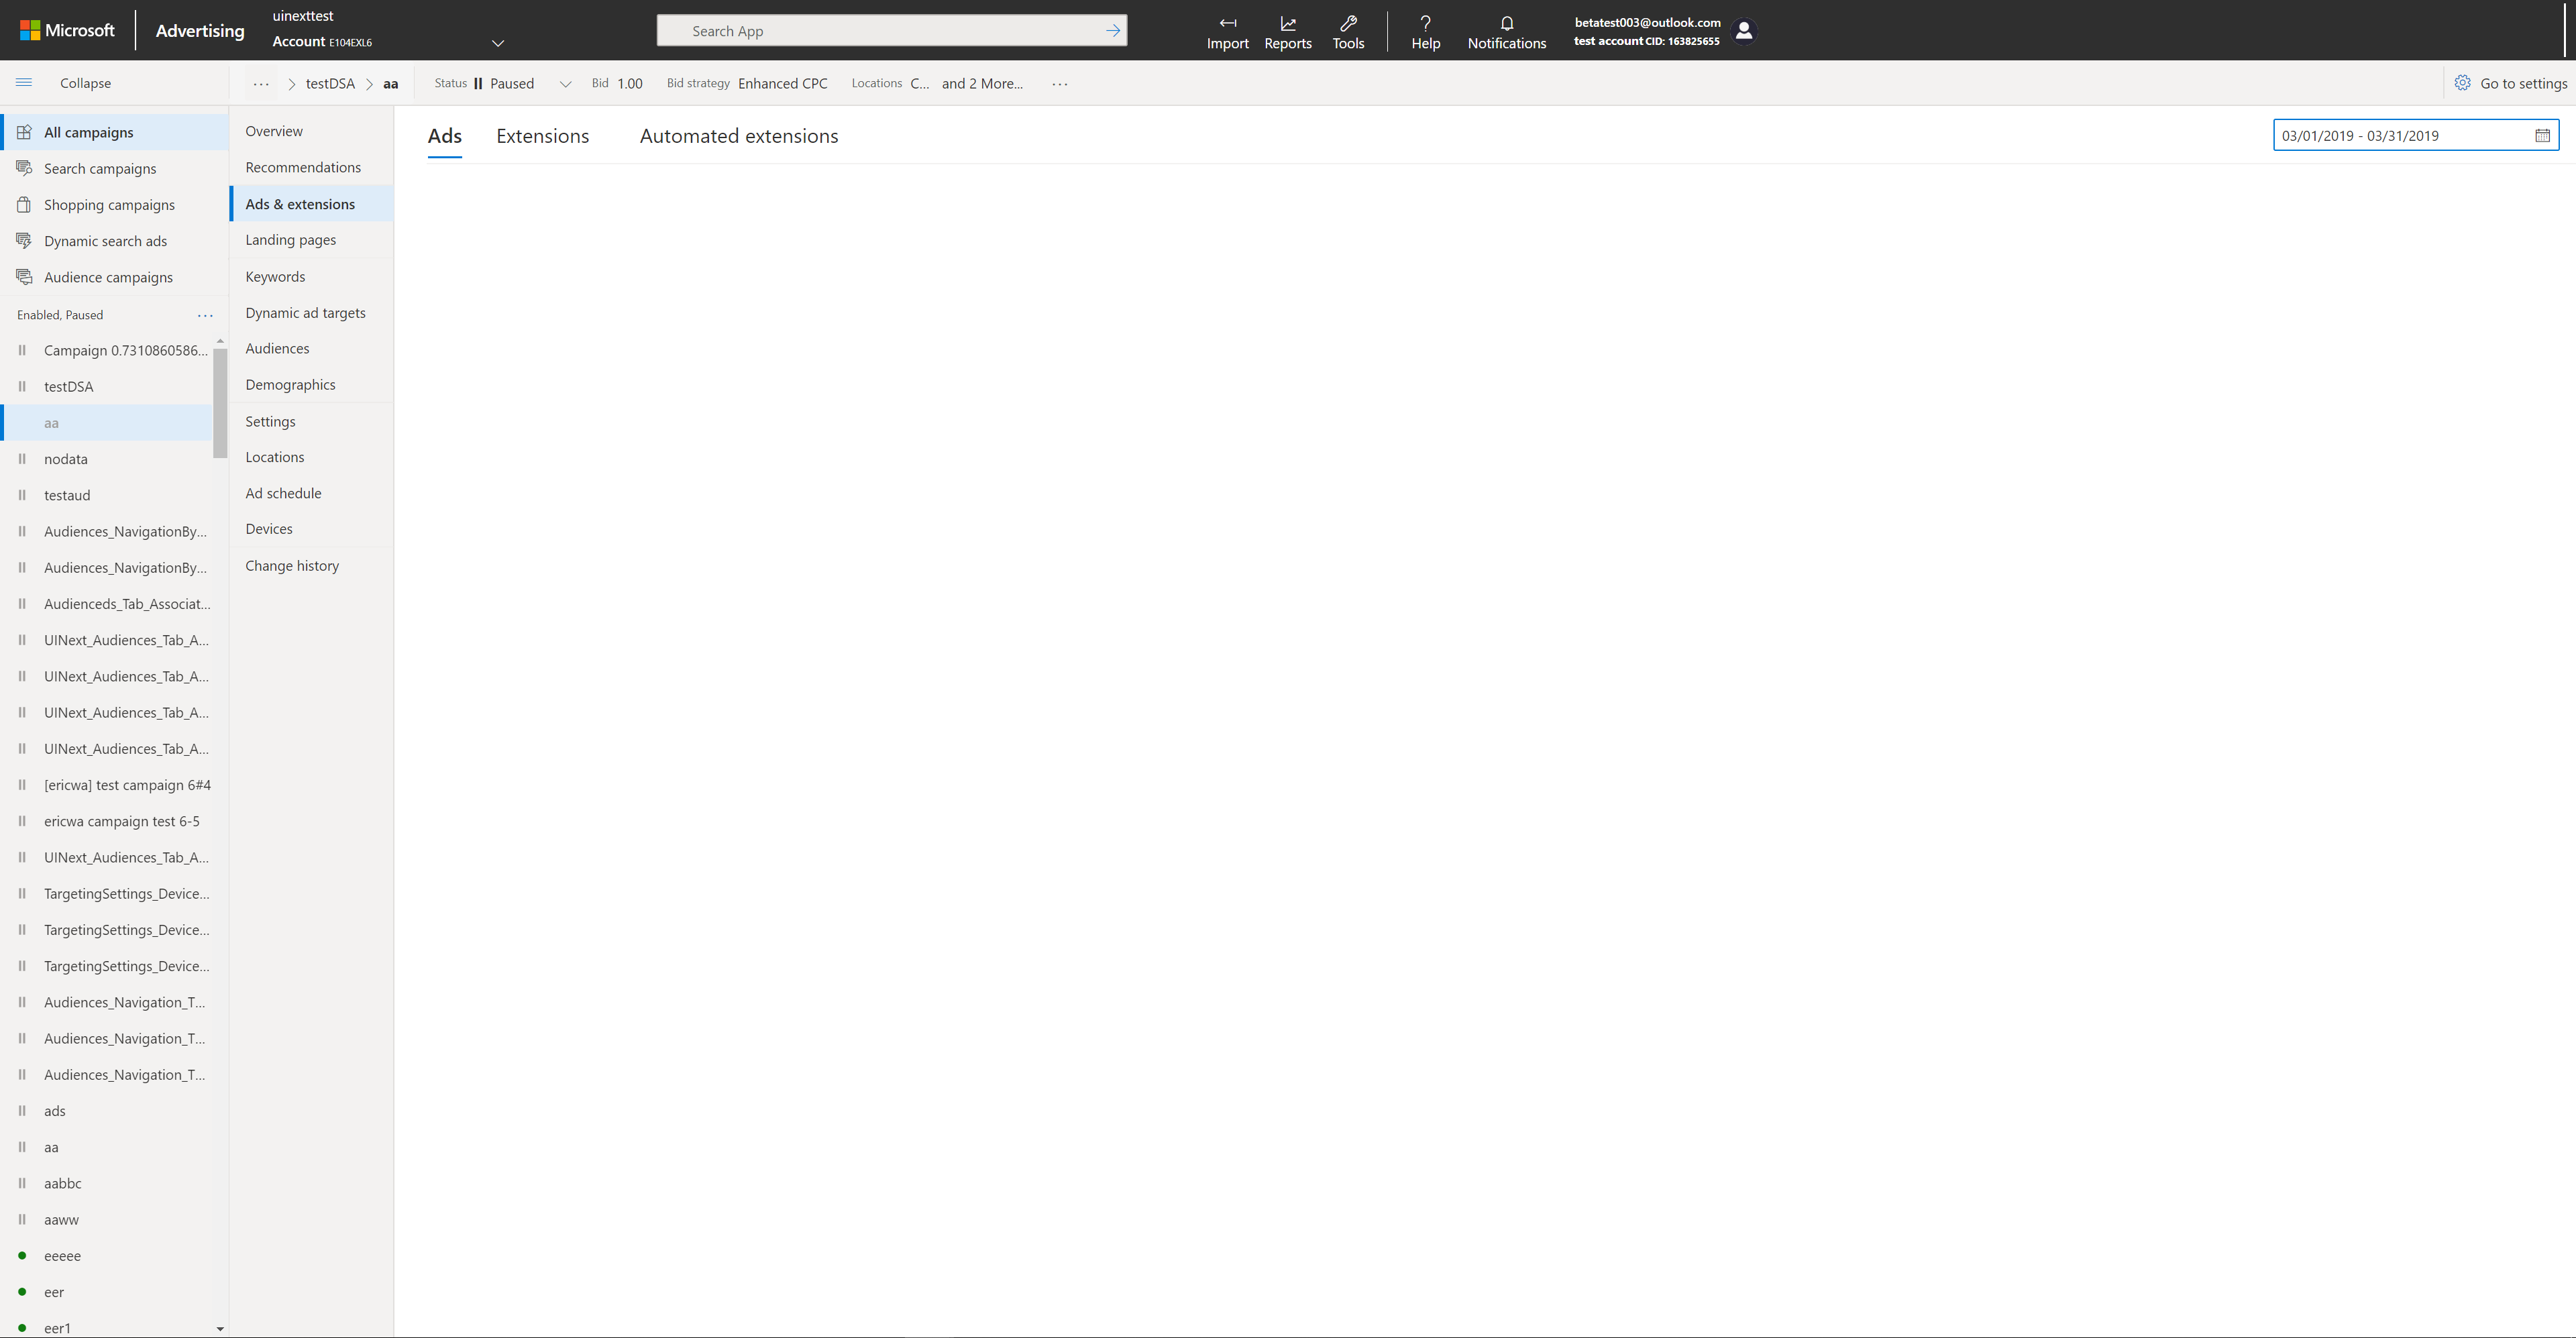 Microsoft
Advertising
uinexttest
Account E104EXL6
Search App
Import
Reports
Tools
Help
Notifications
betatest003@outlook.com
test account CID: 163825655
Collapse
... testDSA aa
Status Paused
Bid 1.00
Bid strategy Enhanced CPC
Locations C... and 2 More...
...
Go to settings
All campaigns
Search campaigns
Shopping campaigns
Dynamic search ads
Audience campaigns
Enabled, Paused ...
Campaign 0.7310860586...
testDSA
aa
nodata
testaud
Audiences_NavigationBy...
Audiences_NavigationBy...
Audienceds_Tab_Associat...
UINext_Audiences_Tab_A...
UINext_Audiences_Tab_A...
UINext_Audiences_Tab_A...
UINext_Audiences_Tab_A...
[ericwa] test campaign 6#4
ericwa campaign test 6-5
UINext_Audiences_Tab_A...
TargetingSettings_Device...
TargetingSettings_Device...
TargetingSettings_Device...
Audiences_Navigation_T...
Audiences_Navigation_T...
Audiences_Navigation_T...
ads
aa
aabbc
aaww
eeeee
eer
eer1
Overview
Recommendations
Ads & extensions
Landing pages
Keywords
Dynamic ad targets
Audiences
Demographics
Settings
Locations
Ad schedule
Devices
Change history
Ads
Extensions
Automated extensions
03/01/2019 - 03/31/2019